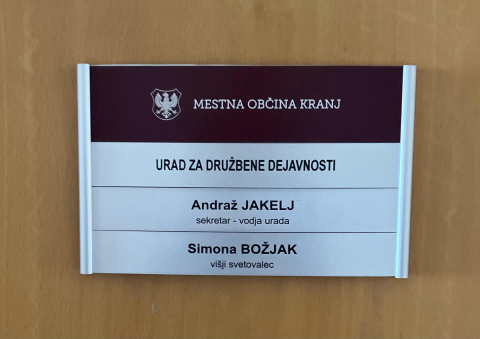 MESTNA OBČINA KRANJ
URAD ZA DRUŽBENE DEJAVNOSTI
Andraž JAKELJ
sekretar - vodja urada
Simona BOŽJAK
višji svetovalec